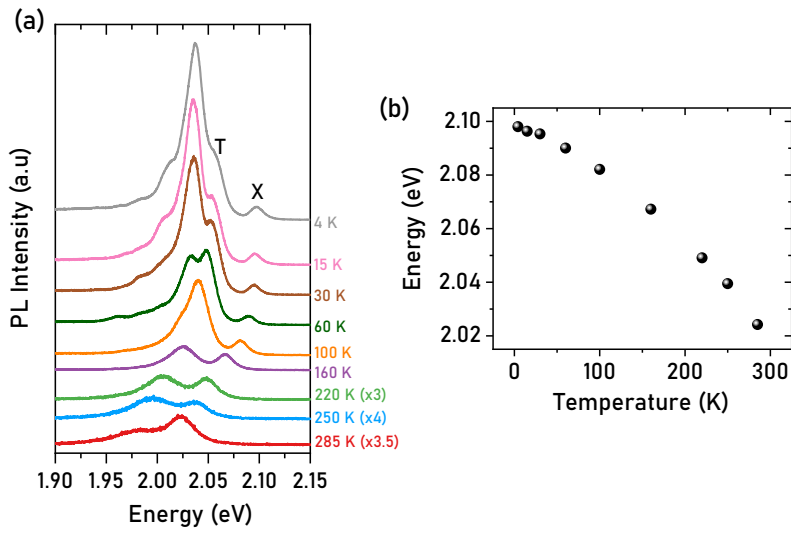 (a)
PL Intensity (a.u)
T
X
4 K
15 K
30 K
60 K
100 K
160 K
220 K (x3)
250 K (x4)
285 K (x3.5)
1.90 1.95 2.00 2.05 2.10 2.15
Energy (eV)
(b)
Energy (eV)
2.10
2.08
2.06
2.04
2.02
0 100 200 300
Temperature (K)